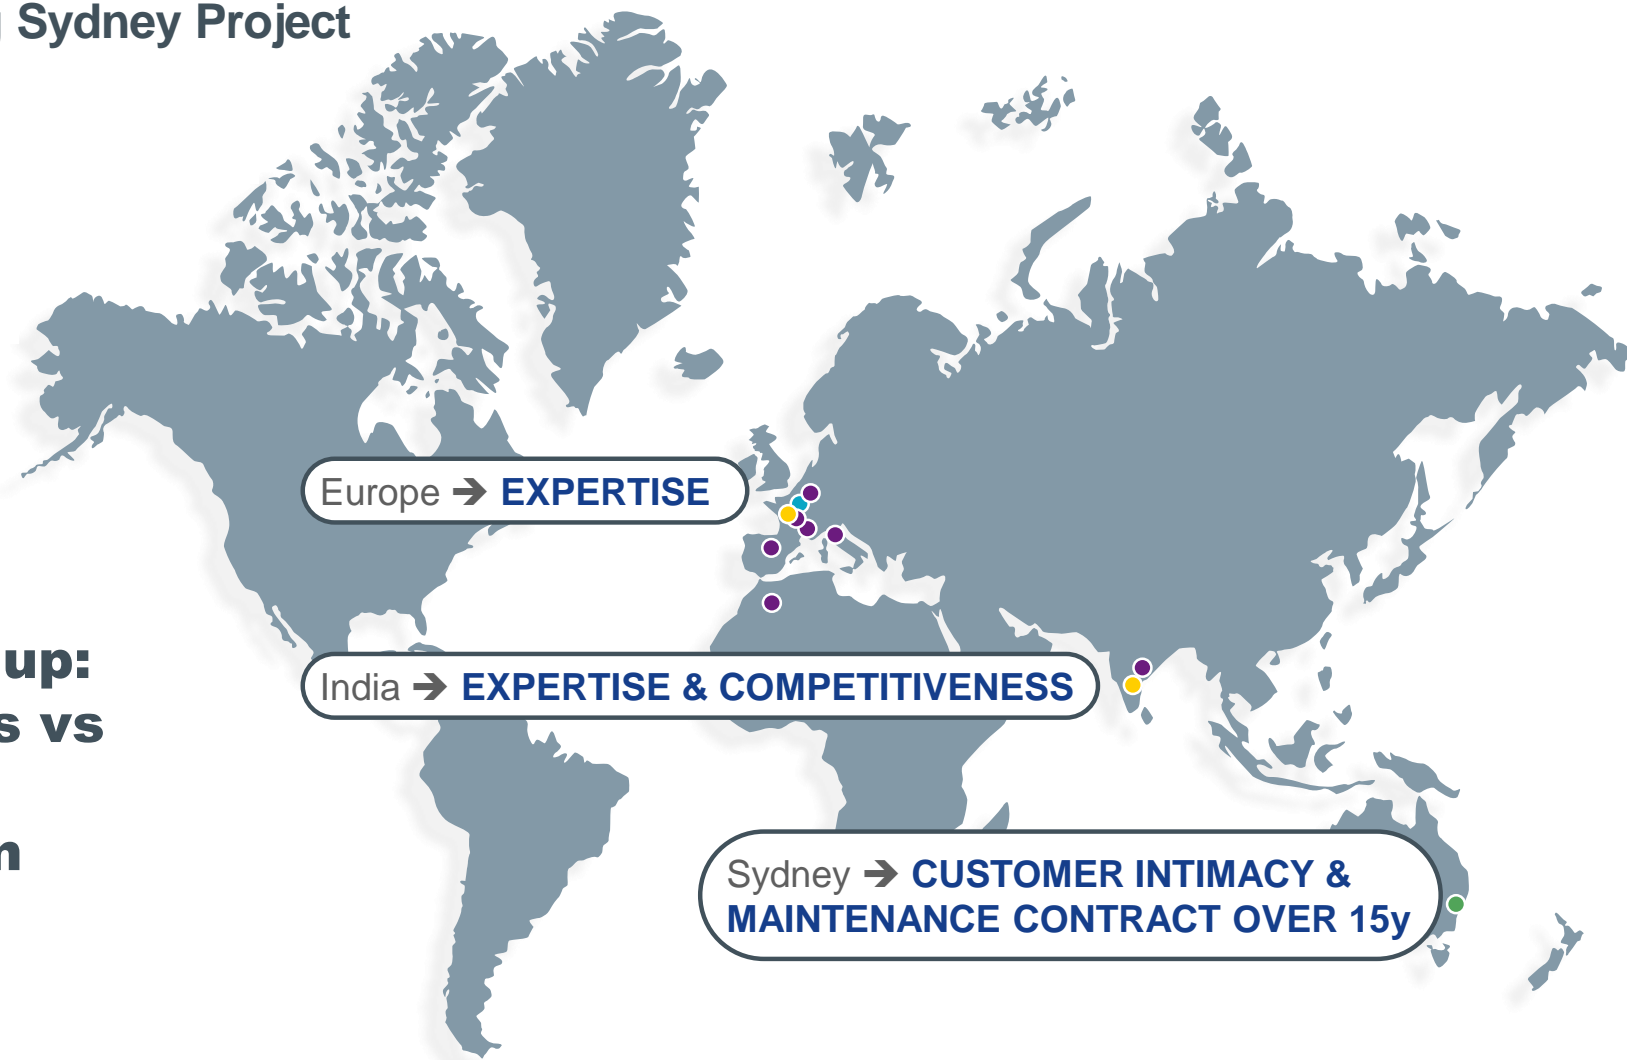 Sydney Project
Europe ➔ EXPERTISE
up:
India ➔ EXPERTISE & COMPETITIVENESS
vs
Sydney ➔ CUSTOMER INTIMACY &
MAINTENANCE CONTRACT OVER 15y